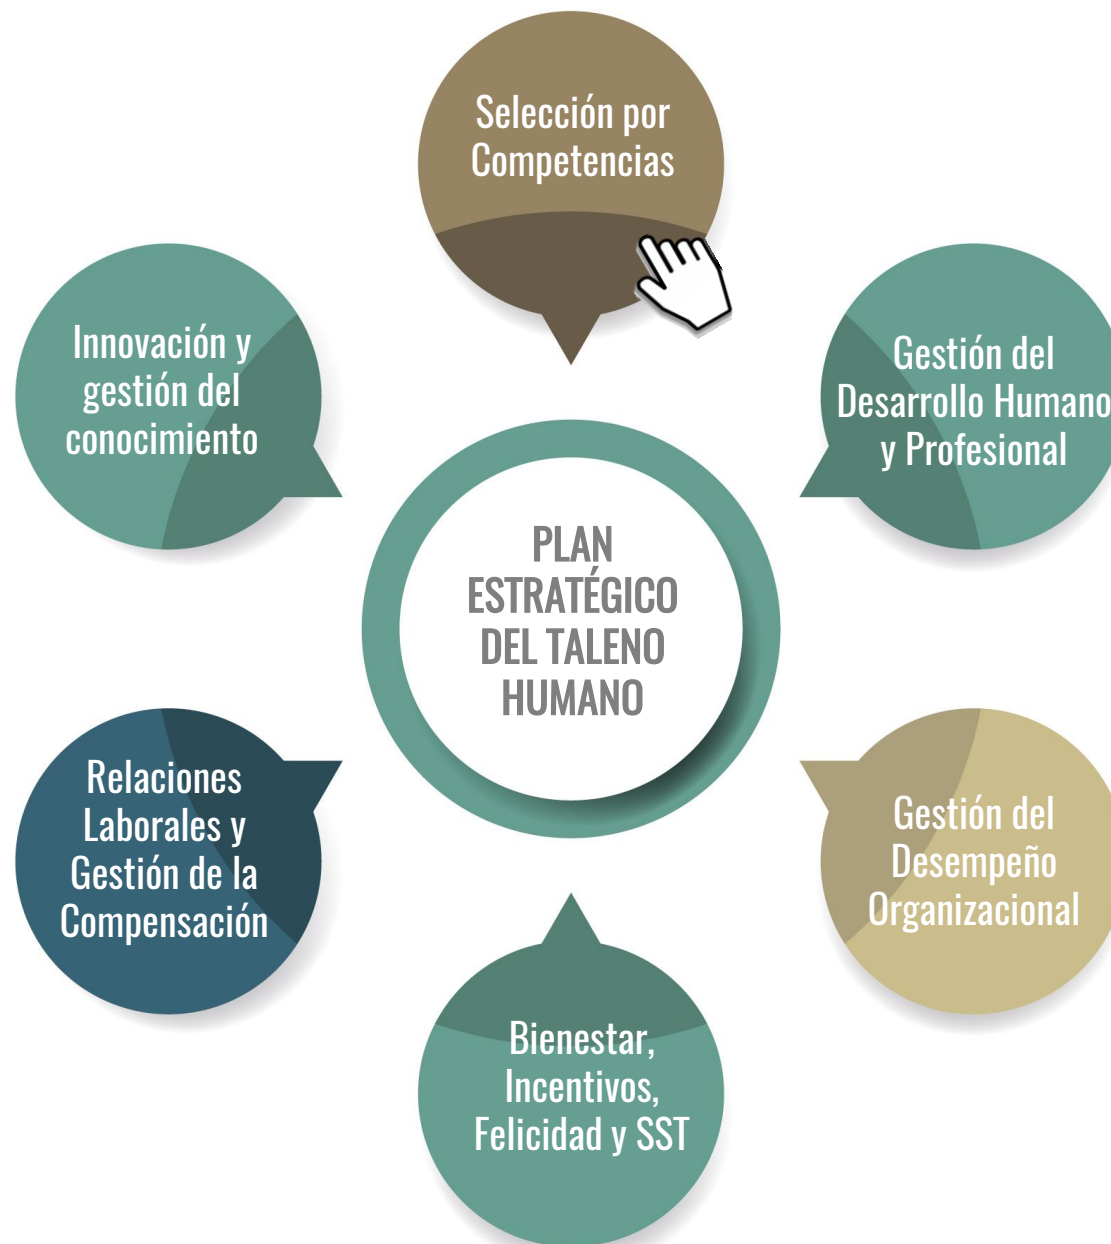 Selección por
Competencias
Innovación y
gestión del
conocimiento
Gestión del
Desarrollo Humano
y Profesional
PLAN
ESTRATÉGICO
DEL TALENO
HUMANO
Relaciones
Laborales y
Gestión de la
Compensación
Gestión del
Desempeño
Organizacional
Bienestar,
Incentivos,
Felicidad y SST